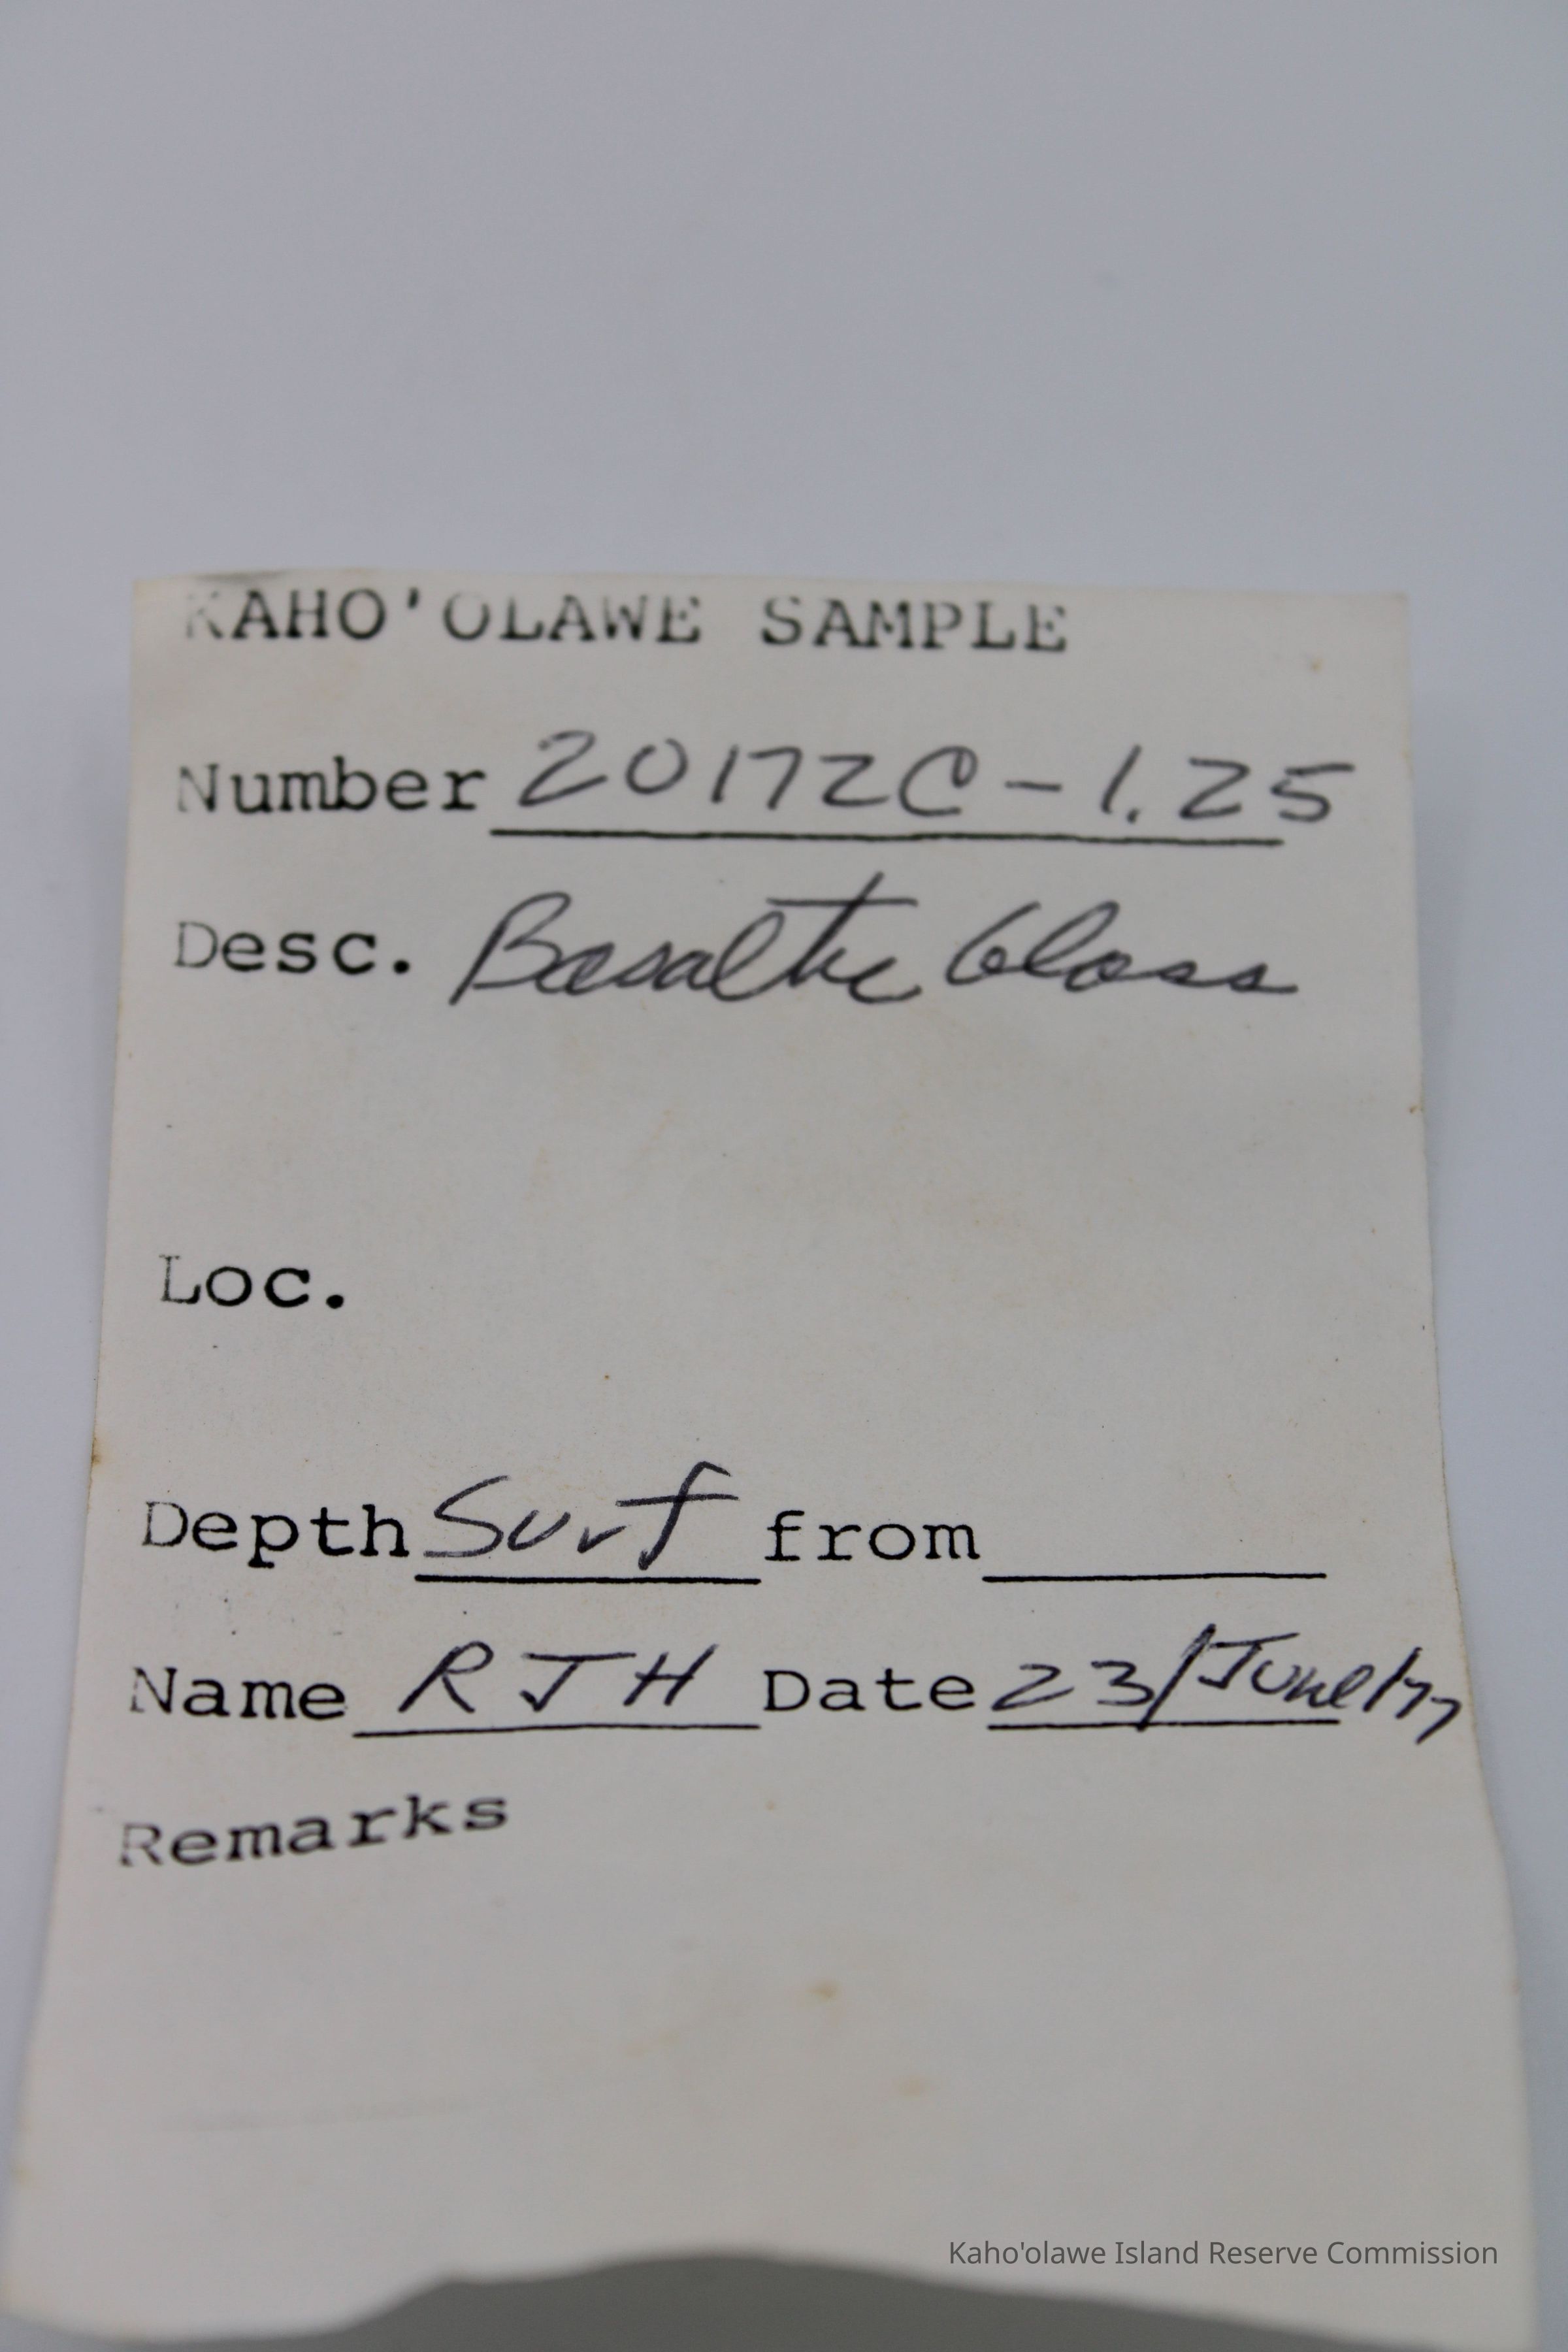 KAHO'OLAWE SAMPLE
Number 20172C-1.25
Desc. Basaltic Glass
Loc.
Depth Surf from
Name RJH Date 23/June/77
Remarks
Kaho'olawe Island Reserve Commission